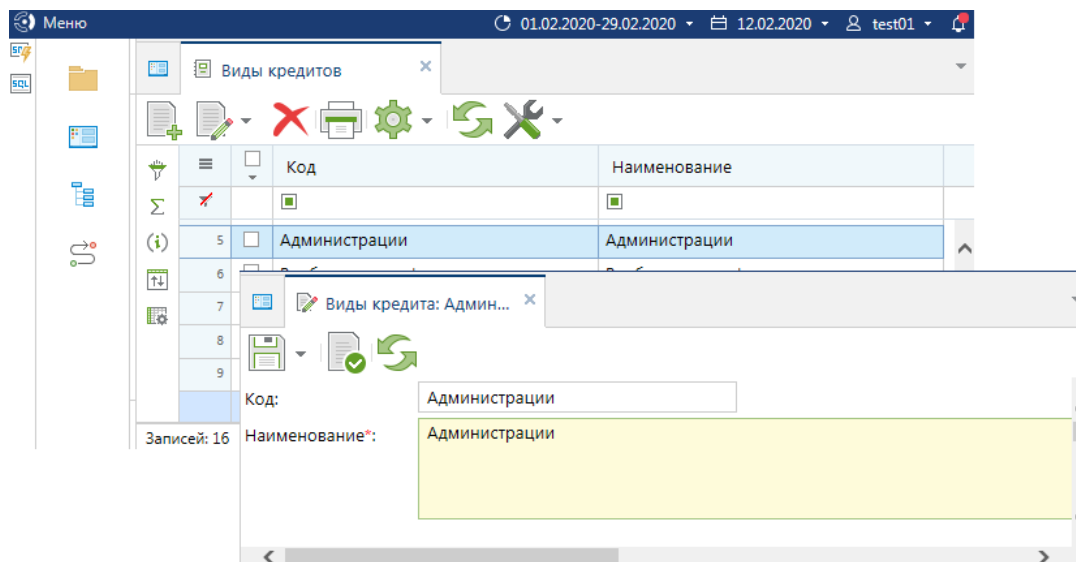 Меню 01.02.2020-29.02.2020 12.02.2020 test01
SQL
Виды кредитов
Код Наименование
5 Администрации Администрации
6
7
8
9
Записей: 16
Виды кредита: Админ...
Код: Администрации
Наименование*: Администрации